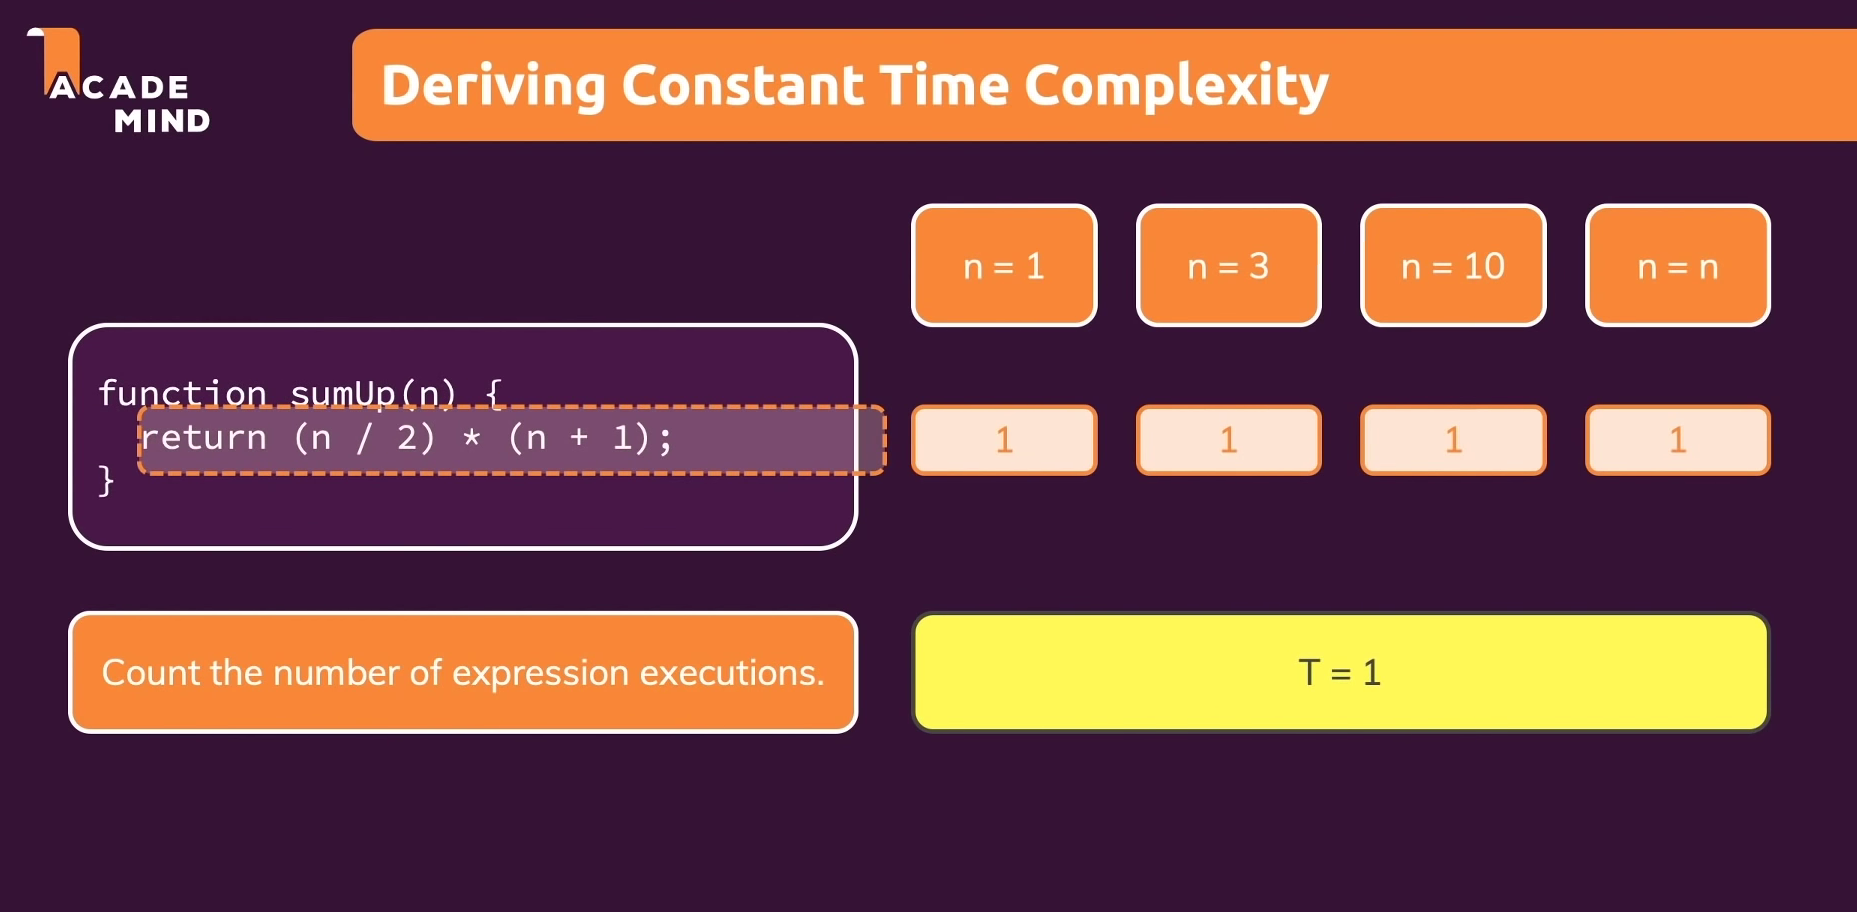 ACADE
MIND
Deriving Constant Time Complexity
n = 1
n = 3
n = 10
n = n
function sumUp(n) {
return (n / 2) * (n + 1);
}
1
1
1
1
Count the number of expression executions.
T = 1